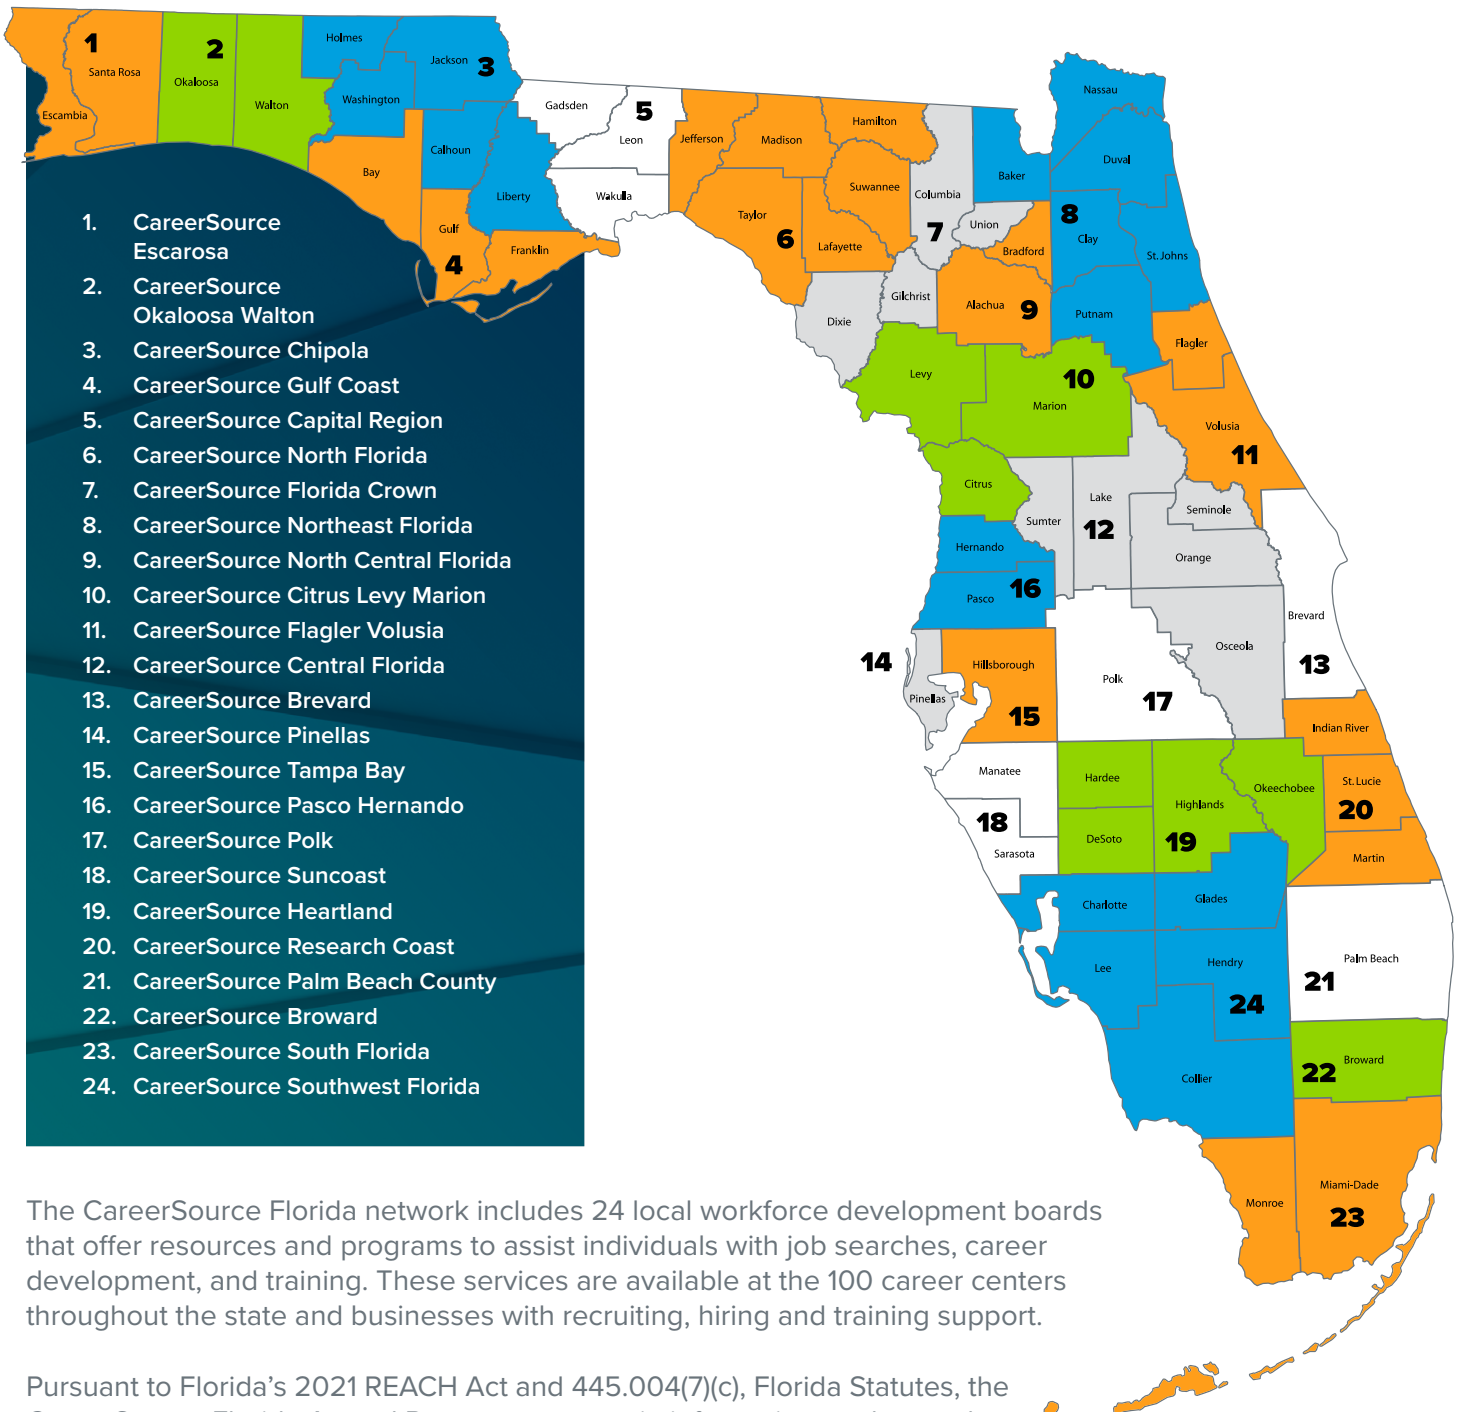 1. CareerSource
Escarosa
2. CareerSource
Okaloosa Walton
3. CareerSource Chipola
4. CareerSource Gulf Coast
5. CareerSource Capital Region
6. CareerSource North Florida
7. CareerSource Florida Crown
8. CareerSource Northeast Florida
9. CareerSource North Central Florida
10. CareerSource Citrus Levy Marion
11. CareerSource Flagler Volusia
12. CareerSource Central Florida
13. CareerSource Brevard
14. CareerSource Pinellas
15. CareerSource Tampa Bay
16. CareerSource Pasco Hernando
17. CareerSource Polk
18. CareerSource Suncoast
19. CareerSource Heartland
20. CareerSource Research Coast
21. CareerSource Palm Beach County
22. CareerSource Broward
23. CareerSource South Florida
24. CareerSource Southwest Florida
1
Santa Rosa
Escambia
2
Okaloosa
Walton
Holmes
Jackson
3
Washington
Calhoun
Liberty
Bay
Gulf
4
Franklin
Gadsden
5
Leon
Wakulla
Jefferson
Madison
Hamilton
Suwannee
Taylor
6
Lafayette
Columbia
7
Union
Gilchrist
Dixie
Bradford
Alachua
9
Baker
Nassau
Duval
8
Clay
St. Johns
Putnam
Flagler
Volusia
11
Levy
10
Marion
Citrus
Sumter
Lake
12
Seminole
Orange
Osceola
Hernando
16
Pasco
14
Pinellas
Hillsborough
15
Polk
17
Brevard
13
Indian River
St. Lucie
20
Martin
Manatee
18
Sarasota
Hardee
DeSoto
Highlands
19
Okeechobee
Charlotte
Glades
Lee
Hendry
24
Collier
Palm Beach
21
Broward
22
Monroe
Miami-Dade
23
The CareerSource Florida network includes 24 local workforce development boards
that offer resources and programs to assist individuals with job searches, career
development, and training. These services are available at the 100 career centers
throughout the state and businesses with recruiting, hiring and training support.
Pursuant to Florida's 2021 REACH Act and 445.004(7)(c), Florida Statutes, the